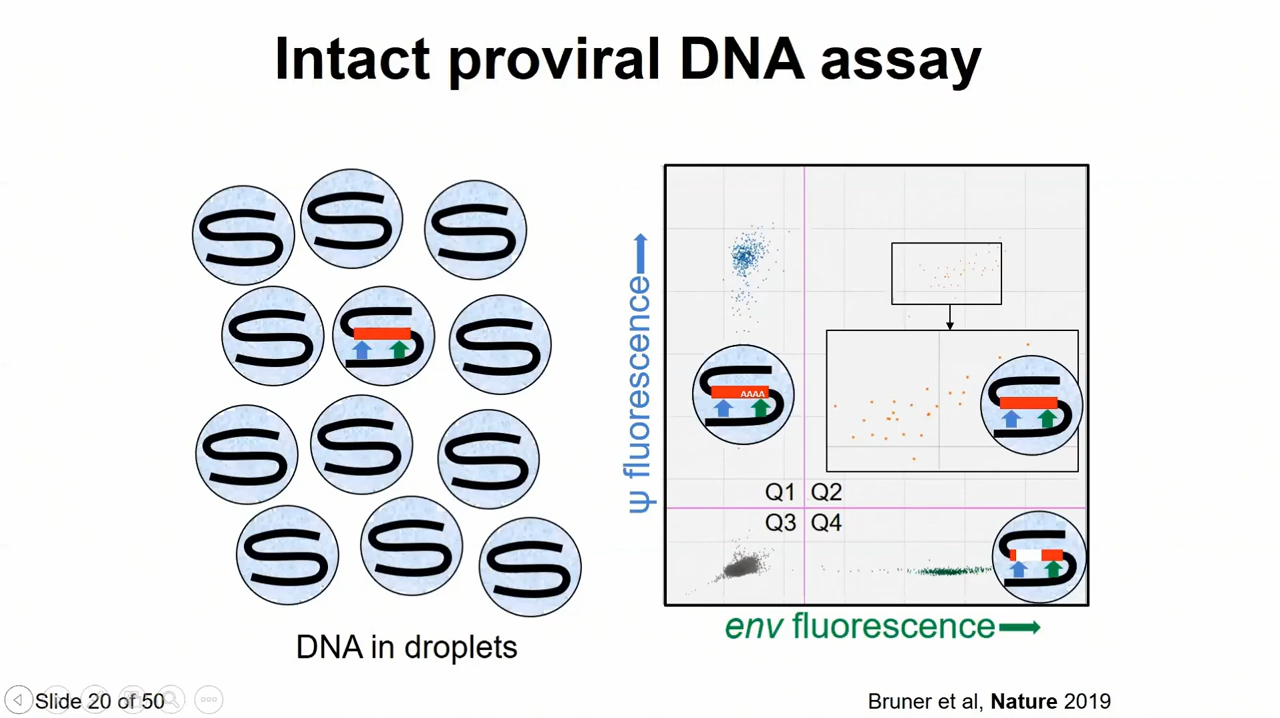 Intact proviral DNA assay
DNA in droplets
Ψ fluorescence
AAAA
Q1
Q2
Q3
Q4
env fluorescence
Slide 20 of 50
Bruner et al, Nature 2019